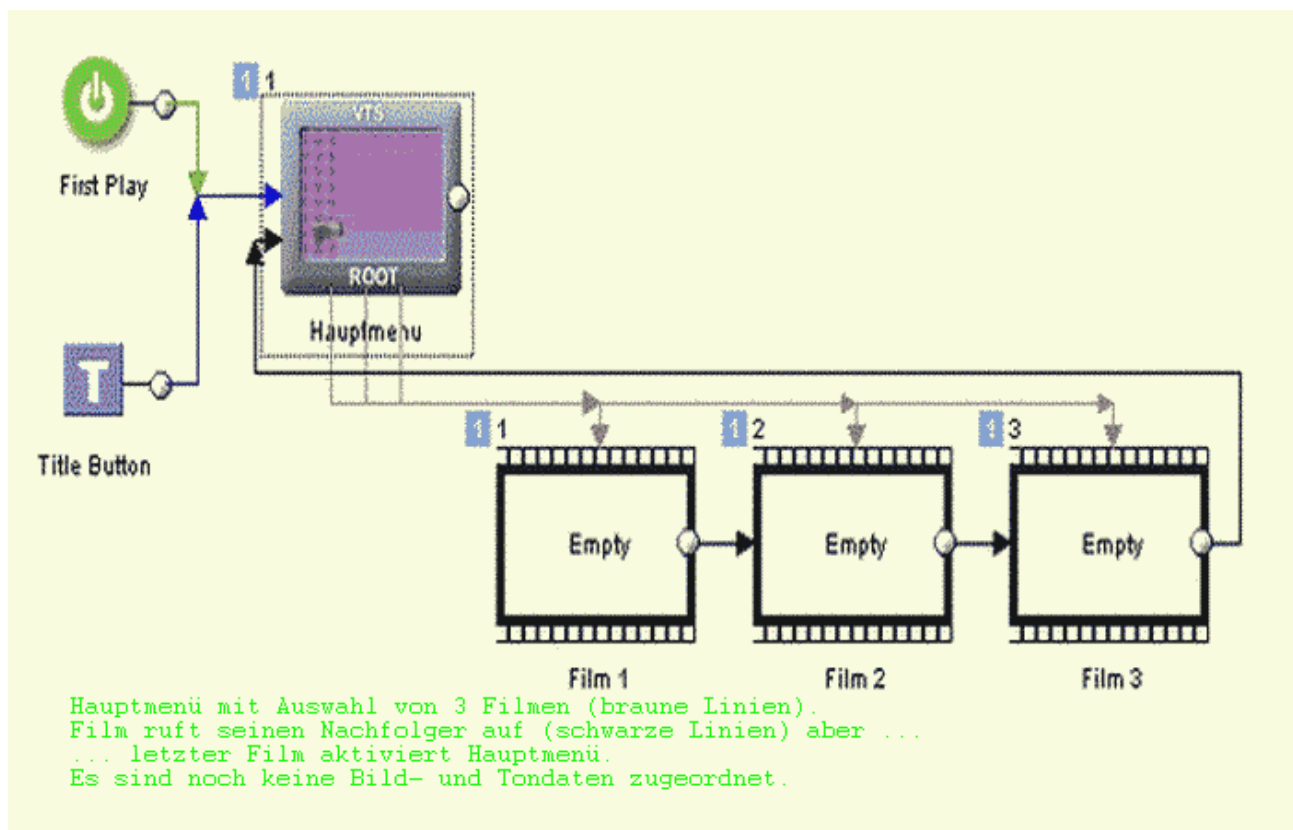 1 1
VTS
First Play
ROOT
Hauptmenu
T
1 1
1 2
1 3
Title Button
Empty
Empty
Empty
Film 1
Film 2
Film 3
Hauptmenü mit Auswahl von 3 Filmen (braune Linien).
Film ruft seinen Nachfolger auf (schwarze Linien) aber ...
... letzter Film aktiviert Hauptmenü.
Es sind noch keine Bild- und Tondaten zugeordnet.